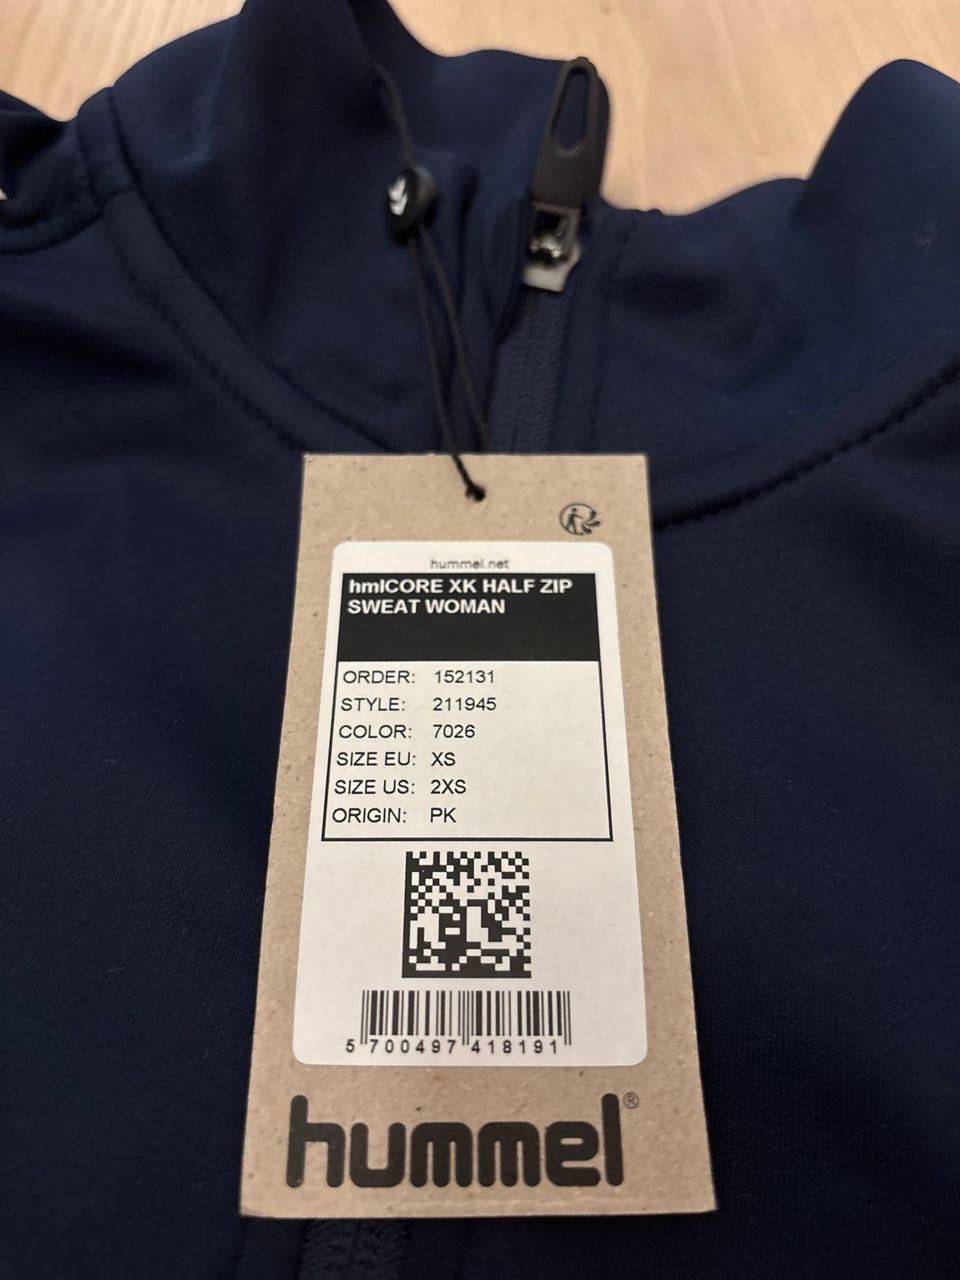 hummel.net
hmlCORE XK HALF ZIP
SWEAT WOMAN
ORDER: 152131
STYLE: 211945
COLOR: 7026
SIZE EU: XS
SIZE US: 2XS
ORIGIN: PK
5 700497 418191
hummel®